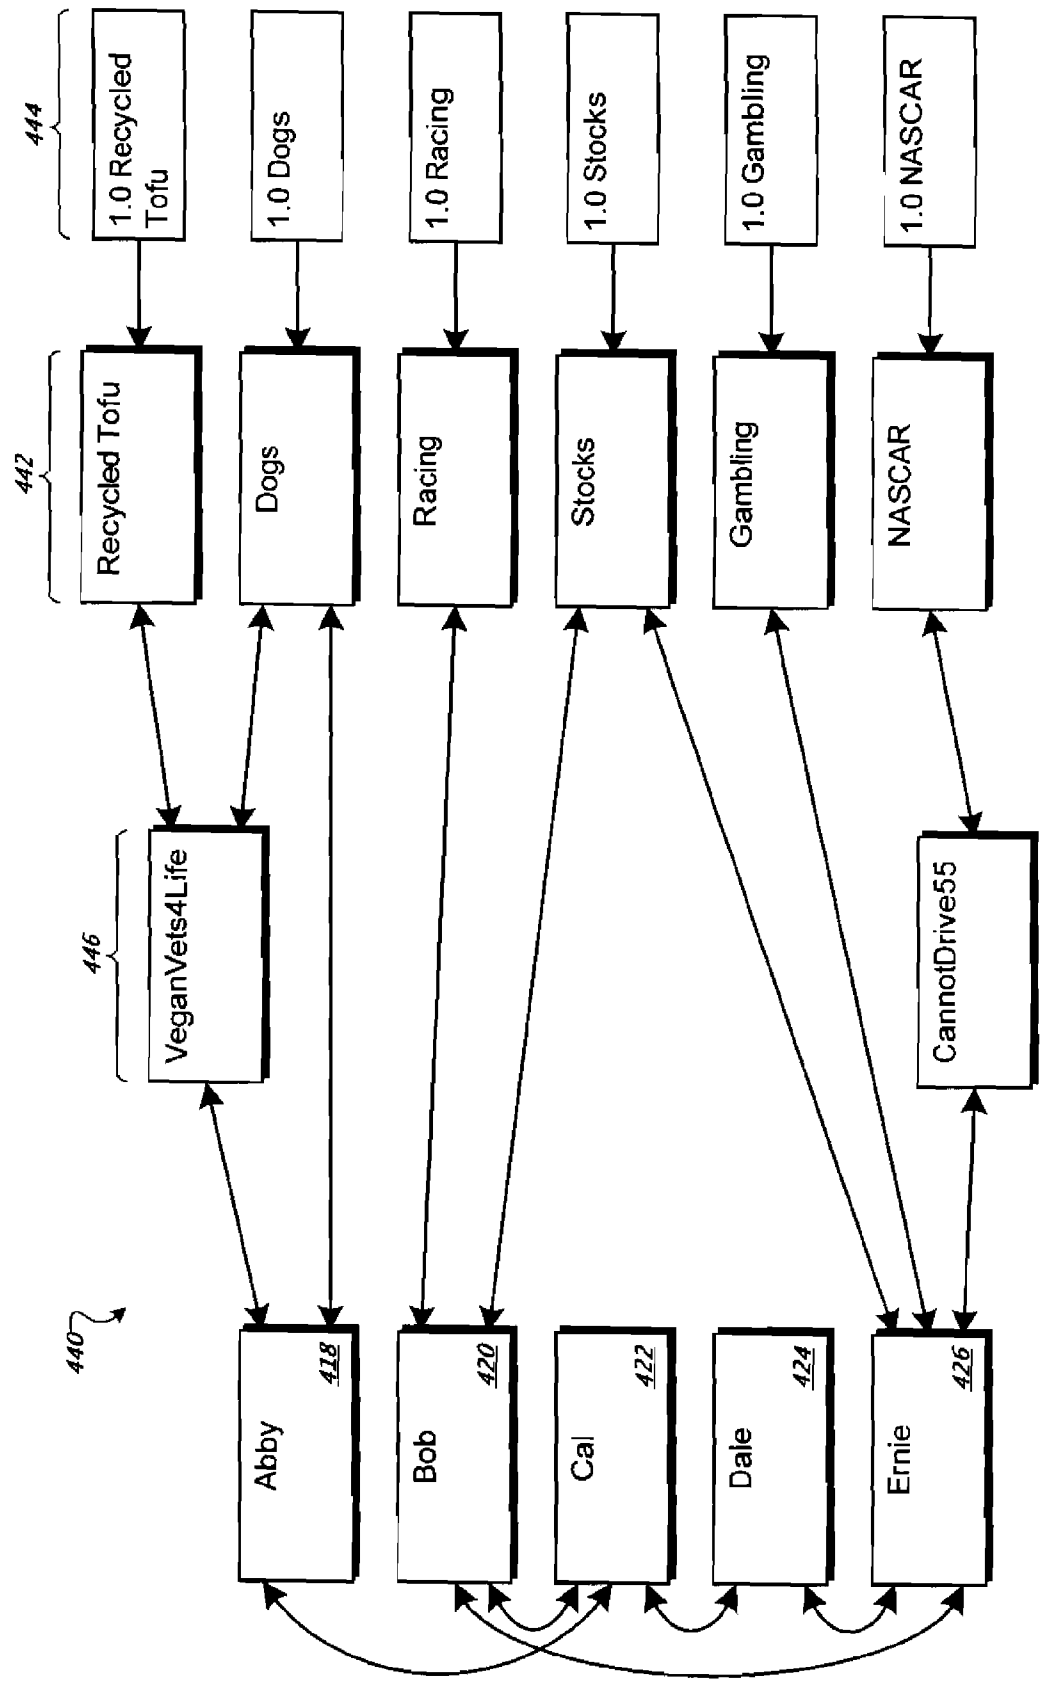 440
446
442
444
Abby
418
Bob
420
Cal
422
Dale
424
Ernie
426
VeganVets4Life
CannotDrive55
Recycled Tofu
Dogs
Racing
Stocks
Gambling
NASCAR
1.0 Recycled
Tofu
1.0 Dogs
1.0 Racing
1.0 Stocks
1.0 Gambling
1.0 NASCAR